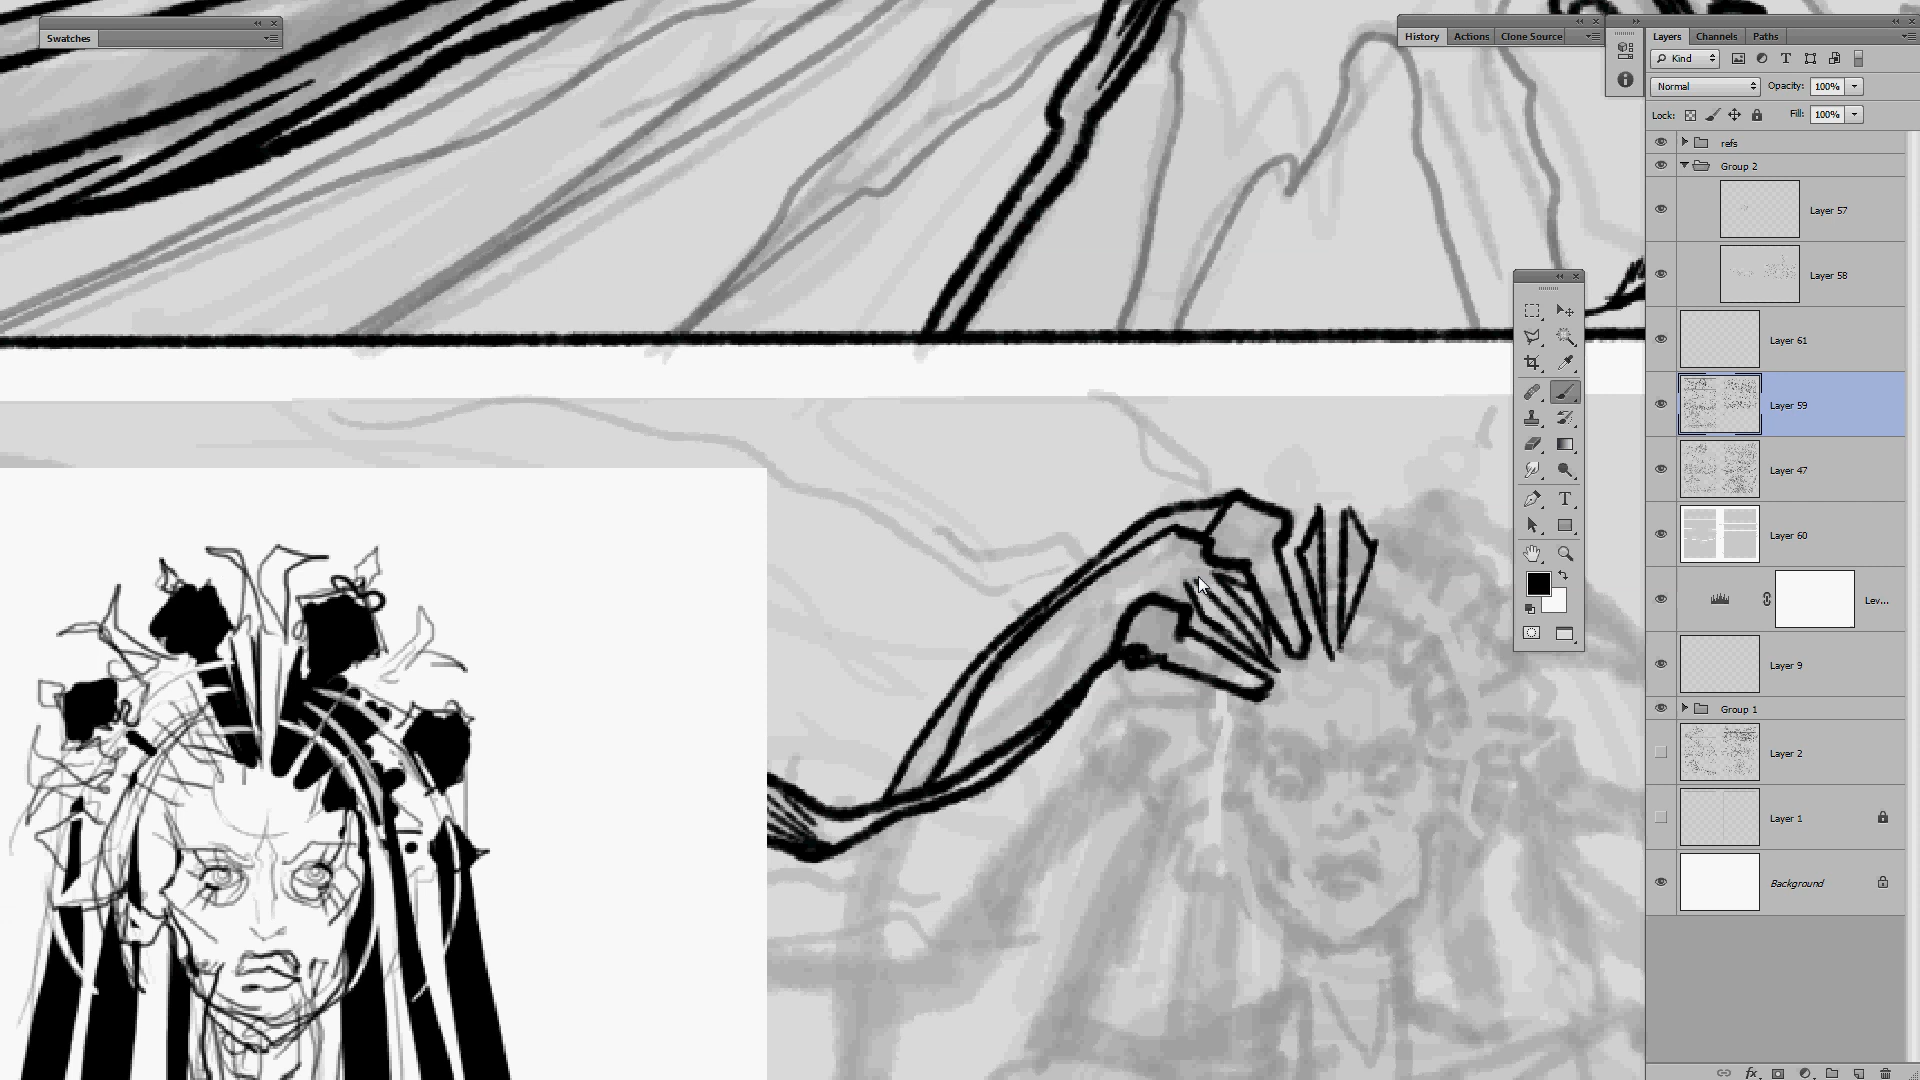 Swatches
History Actions Clone Source
Layers Channels Paths
Kind
Normal Opacity: 100%
Lock: Fill: 100%
refs
Group 2
Layer 57
Layer 58
Layer 61
Layer 59
Layer 47
Layer 60
Lev...
Layer 9
Group 1
Layer 2
Layer 1
Background